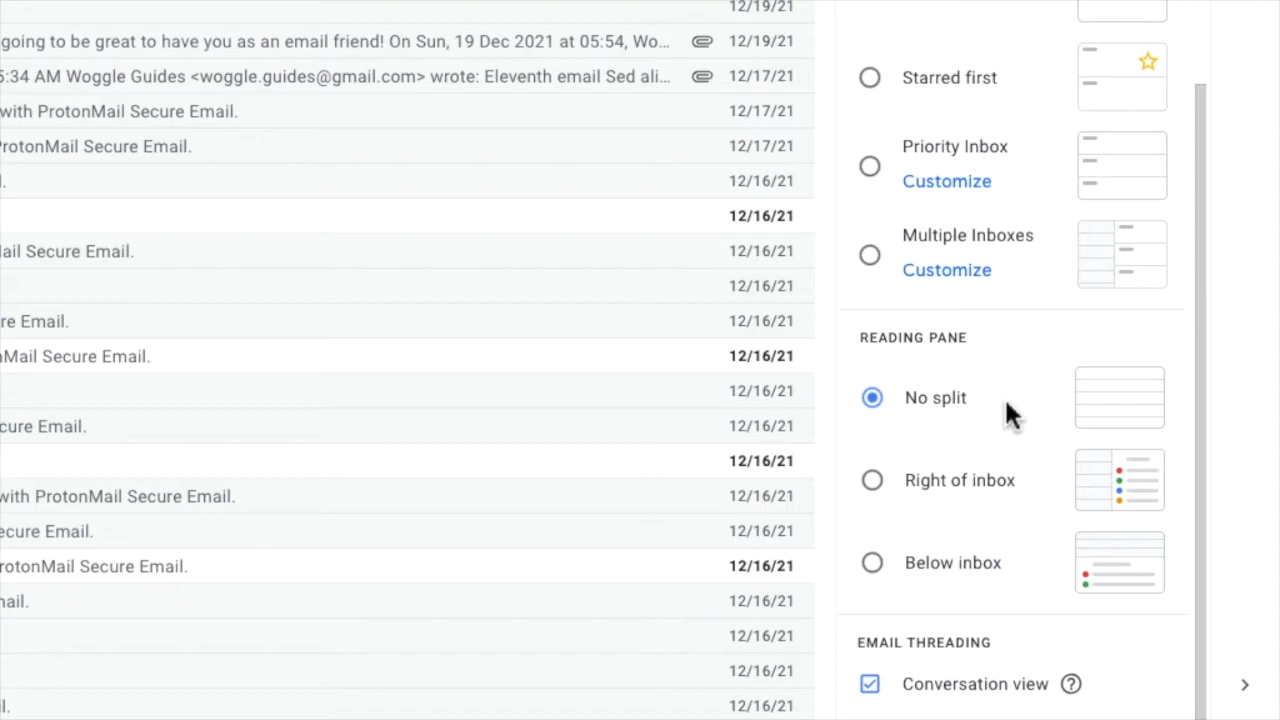 12/19/21
going to be great to have you as an email friend! On Sun, 19 Dec 2021 at 05:54, Wo... 12/19/21
5:34 AM Woggle Guides <woggle.guides@gmail.com> wrote: Eleventh email Sed ali... 12/17/21
with ProtonMail Secure Email. 12/17/21
ProtonMail Secure Email. 12/17/21
l. 12/16/21
12/16/21
Mail Secure Email. 12/16/21
12/16/21
re Email. 12/16/21
nMail Secure Email. 12/16/21
12/16/21
cure Email. 12/16/21
12/16/21
with ProtonMail Secure Email. 12/16/21
ecure Email. 12/16/21
rotonMail Secure Email. 12/16/21
mail. 12/16/21
12/16/21
12/16/21
il. 12/16/21
Starred first
Priority Inbox
Customize
Multiple Inboxes
Customize
READING PANE
No split
Right of inbox
Below inbox
EMAIL THREADING
Conversation view ?